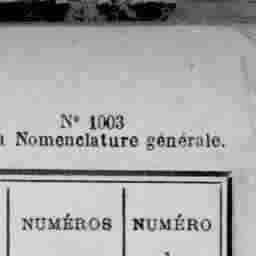 N° 1003
a Nomenclature générale.
NUMÉROS NUMÉRO